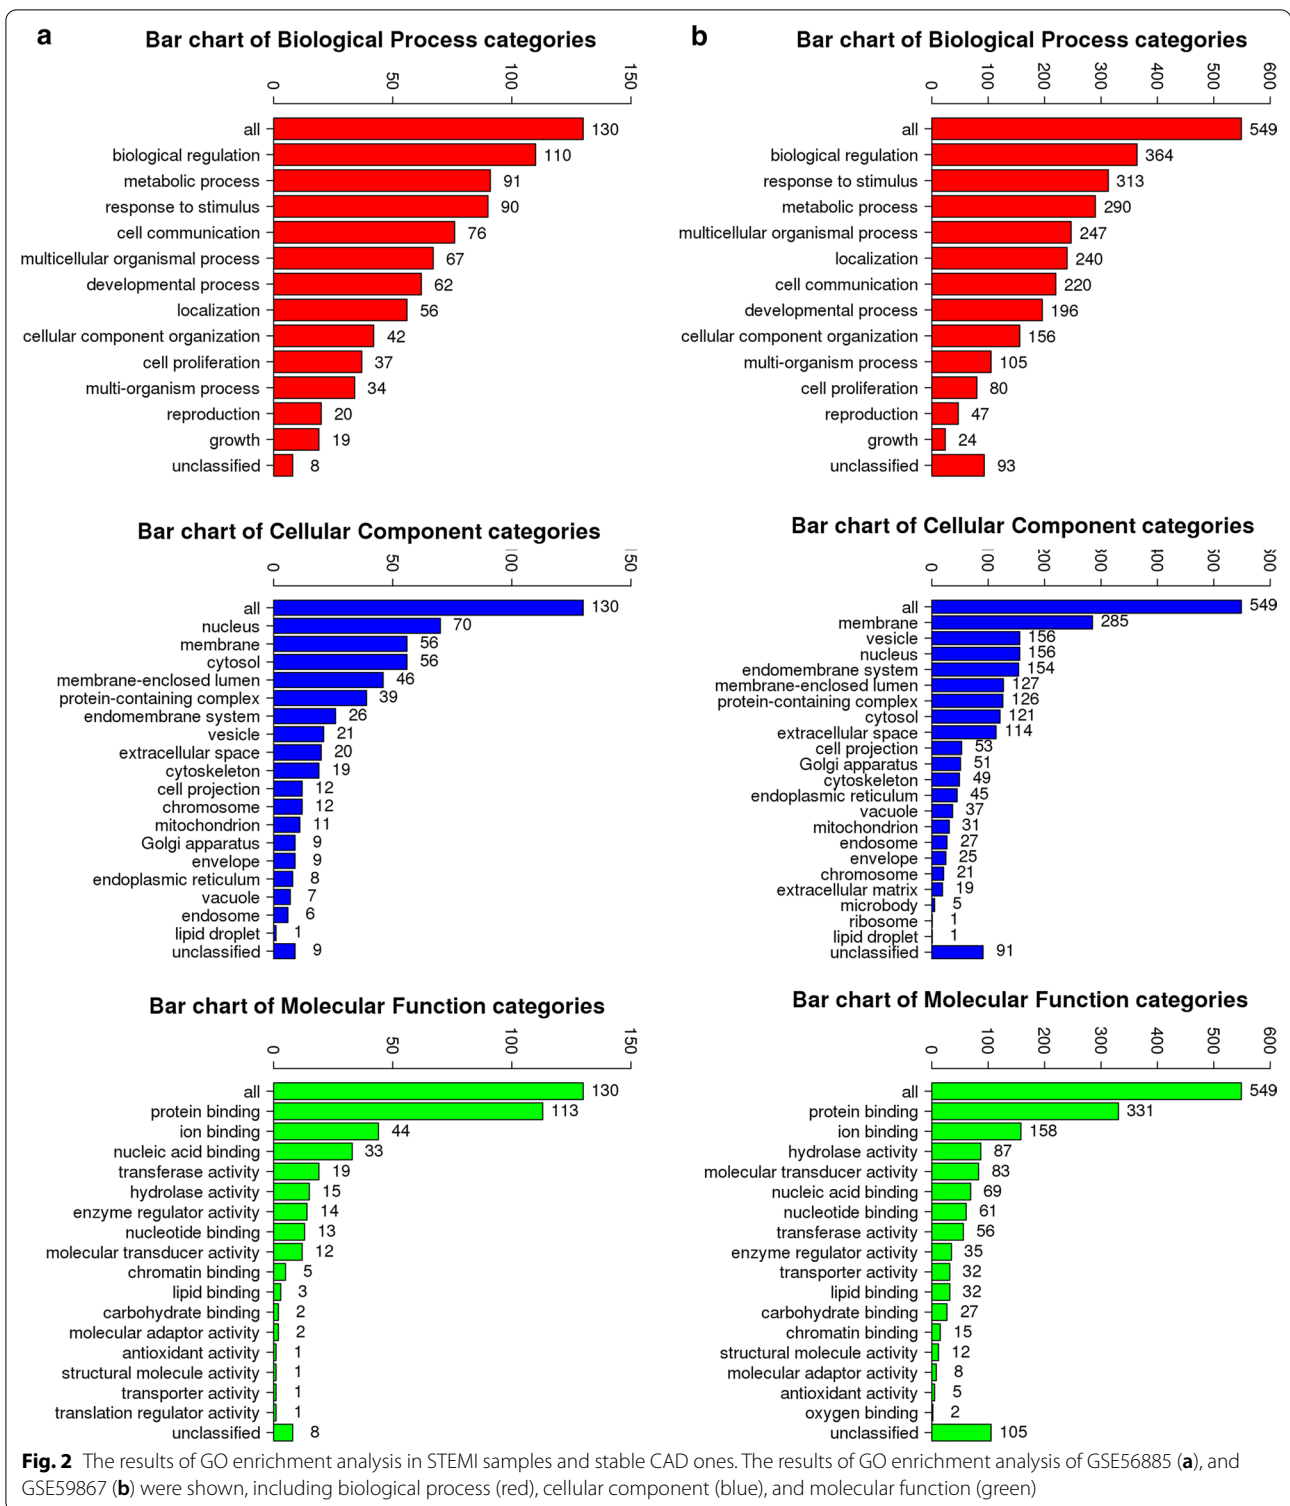 a
Bar chart of Biological Process categories
0 50 100 150
all 130
biological regulation 110
metabolic process 91
response to stimulus 90
cell communication 76
multicellular organismal process 67
developmental process 62
localization 56
cellular component organization 42
cell proliferation 37
multi-organism process 34
reproduction 20
growth 19
unclassified 8
Bar chart of Cellular Component categories
0 50 100 150
all 130
nucleus 70
membrane 56
cytosol 56
membrane-enclosed lumen 46
protein-containing complex 39
endomembrane system 26
vesicle 21
extracellular space 20
cytoskeleton 19
cell projection 12
chromosome 12
mitochondrion 11
Golgi apparatus 9
envelope 9
endoplasmic reticulum 8
vacuole 7
endosome 6
lipid droplet 1
unclassified 9
Bar chart of Molecular Function categories
0 50 100 150
all 130
protein binding 113
ion binding 44
nucleic acid binding 33
transferase activity 19
hydrolase activity 15
enzyme regulator activity 14
nucleotide binding 13
molecular transducer activity 12
chromatin binding 5
lipid binding 3
carbohydrate binding 2
molecular adaptor activity 2
antioxidant activity 1
structural molecule activity 1
transporter activity 1
translation regulator activity 1
unclassified 8
b
Bar chart of Biological Process categories
0 100 200 300 400 500 600
all 549
biological regulation 364
response to stimulus 313
metabolic process 290
multicellular organismal process 247
localization 240
cell communication 220
developmental process 196
cellular component organization 156
multi-organism process 105
cell proliferation 80
reproduction 47
growth 24
unclassified 93
Bar chart of Cellular Component categories
0 100 200 300 400 500 600
all 549
membrane 285
vesicle 156
nucleus 156
endomembrane system 154
membrane-enclosed lumen 127
protein-containing complex 126
cytosol 121
extracellular space 114
cell projection 53
Golgi apparatus 51
cytoskeleton 49
endoplasmic reticulum 45
vacuole 37
mitochondrion 31
endosome 27
envelope 25
chromosome 21
extracellular matrix 19
microbody 5
ribosome 1
lipid droplet 1
unclassified 91
Bar chart of Molecular Function categories
0 100 200 300 400 500 600
all 549
protein binding 331
ion binding 158
hydrolase activity 87
molecular transducer activity 83
nucleic acid binding 69
nucleotide binding 61
transferase activity 56
enzyme regulator activity 35
transporter activity 32
lipid binding 32
carbohydrate binding 27
chromatin binding 15
structural molecule activity 12
molecular adaptor activity 8
antioxidant activity 5
oxygen binding 2
unclassified 105
Fig. 2 The results of GO enrichment analysis in STEMI samples and stable CAD ones. The results of GO enrichment analysis of GSE56885 (a), and
GSE59867 (b) were shown, including biological process (red), cellular component (blue), and molecular function (green)